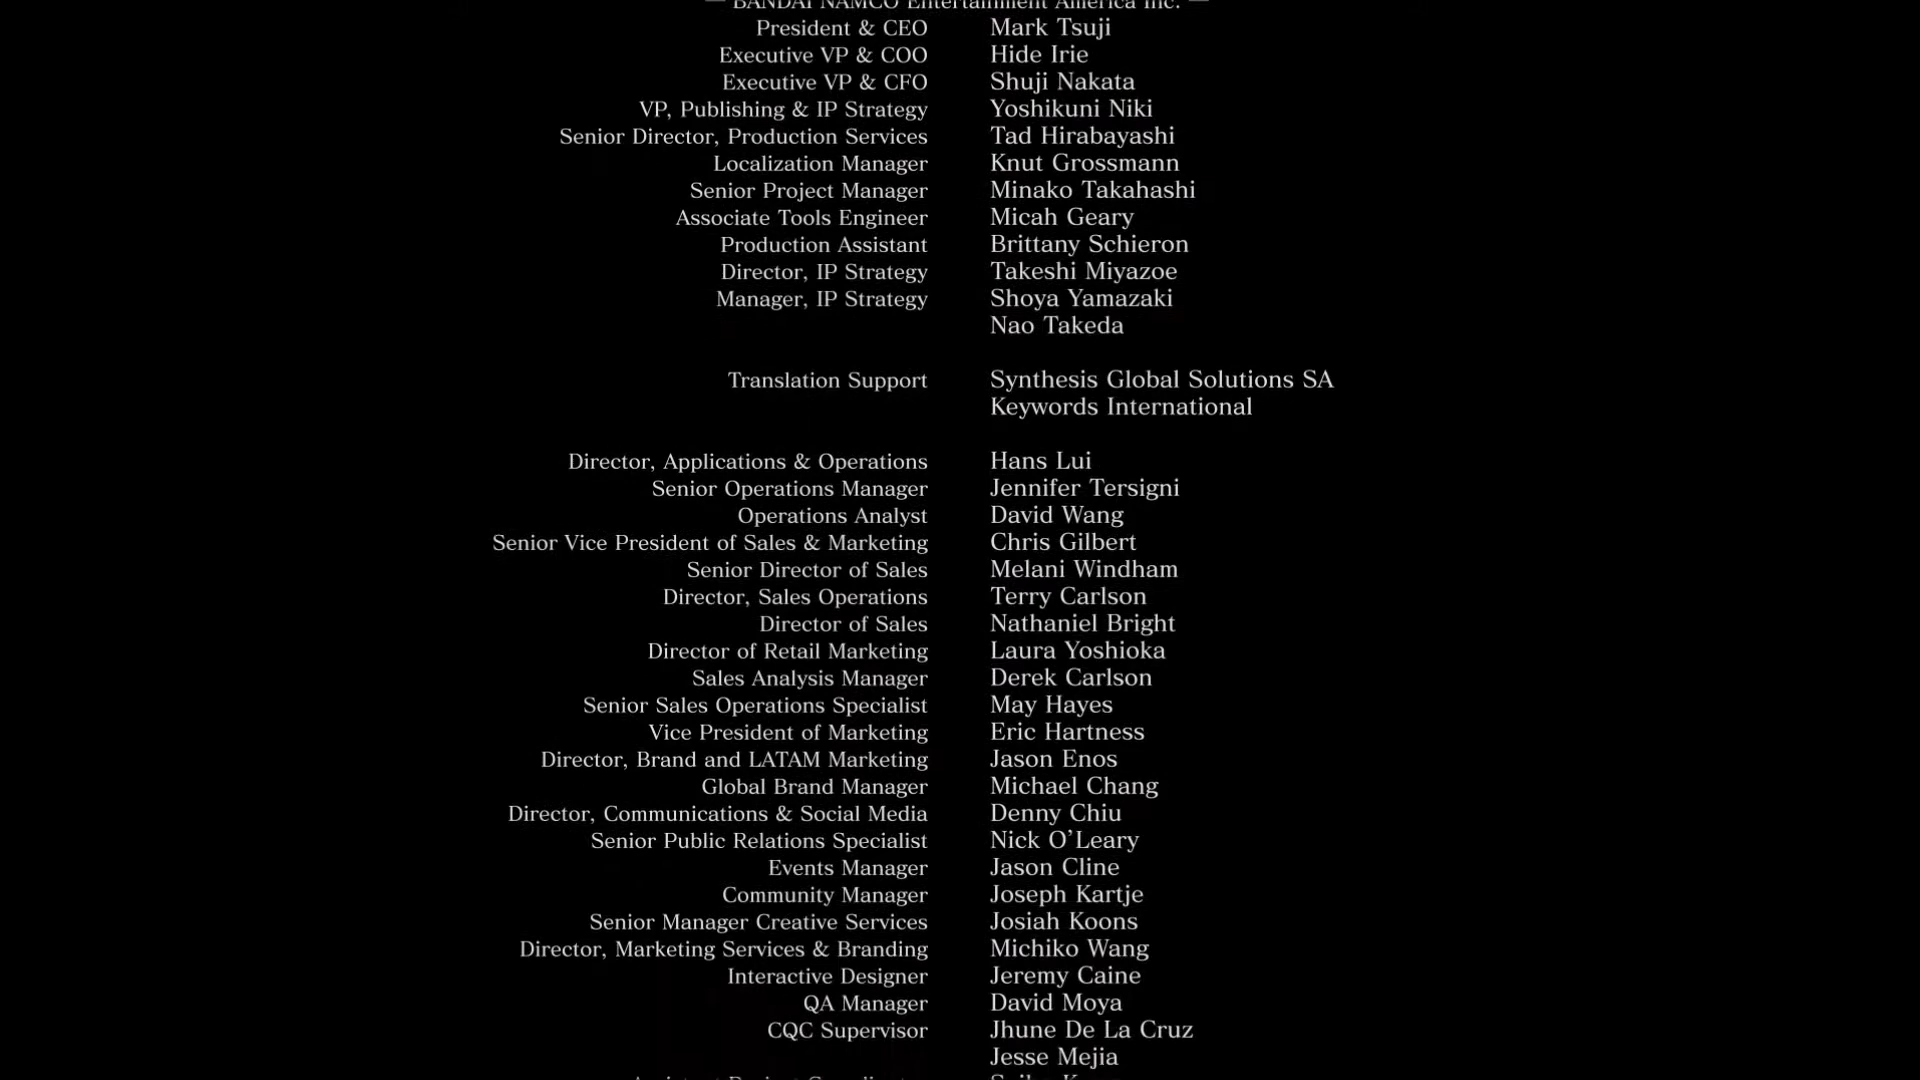 — BANDAI NAMCO Entertainment America Inc. —
President & CEO Mark Tsuji
Executive VP & COO Hide Irie
Executive VP & CFO Shuji Nakata
VP, Publishing & IP Strategy Yoshikuni Niki
Senior Director, Production Services Tad Hirabayashi
Localization Manager Knut Grossmann
Senior Project Manager Minako Takahashi
Associate Tools Engineer Micah Geary
Production Assistant Brittany Schieron
Director, IP Strategy Takeshi Miyazoe
Manager, IP Strategy Shoya Yamazaki
Nao Takeda
Translation Support Synthesis Global Solutions SA
Keywords International
Director, Applications & Operations Hans Lui
Senior Operations Manager Jennifer Tersigni
Operations Analyst David Wang
Senior Vice President of Sales & Marketing Chris Gilbert
Senior Director of Sales Melani Windham
Director, Sales Operations Terry Carlson
Director of Sales Nathaniel Bright
Director of Retail Marketing Laura Yoshioka
Sales Analysis Manager Derek Carlson
Senior Sales Operations Specialist May Hayes
Vice President of Marketing Eric Hartness
Director, Brand and LATAM Marketing Jason Enos
Global Brand Manager Michael Chang
Director, Communications & Social Media Denny Chiu
Senior Public Relations Specialist Nick O’Leary
Events Manager Jason Cline
Community Manager Joseph Kartje
Senior Manager Creative Services Josiah Koons
Director, Marketing Services & Branding Michiko Wang
Interactive Designer Jeremy Caine
QA Manager David Moya
CQC Supervisor Jhune De La Cruz
Jesse Mejia